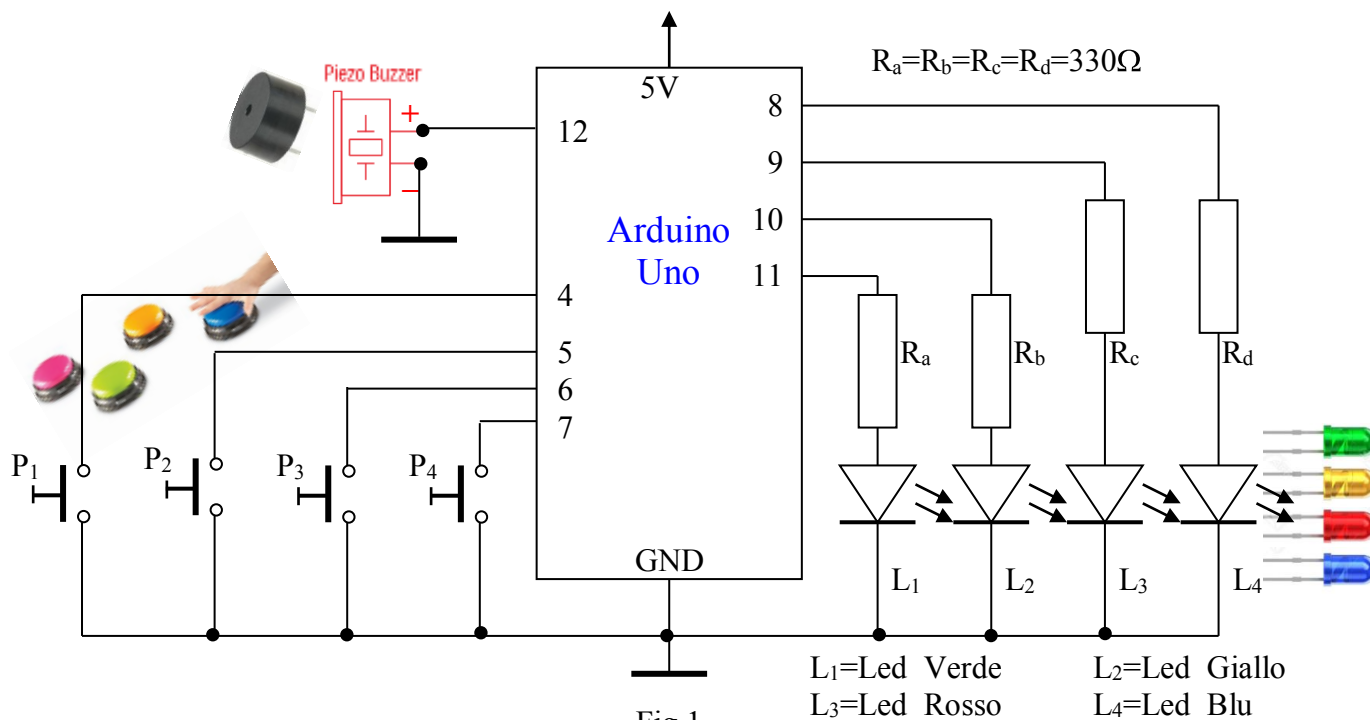 Piezo Buzzer
+
−
5V
12
4
5
6
7
8
9
10
11
Arduino
Uno
GND
Ra=Rb=Rc=Rd=330Ω
Ra
Rb
Rc
Rd
P1
P2
P3
P4
L1
L2
L3
L4
L1=Led Verde
L2=Led Giallo
L3=Led Rosso
L4=Led Blu
Fig.1